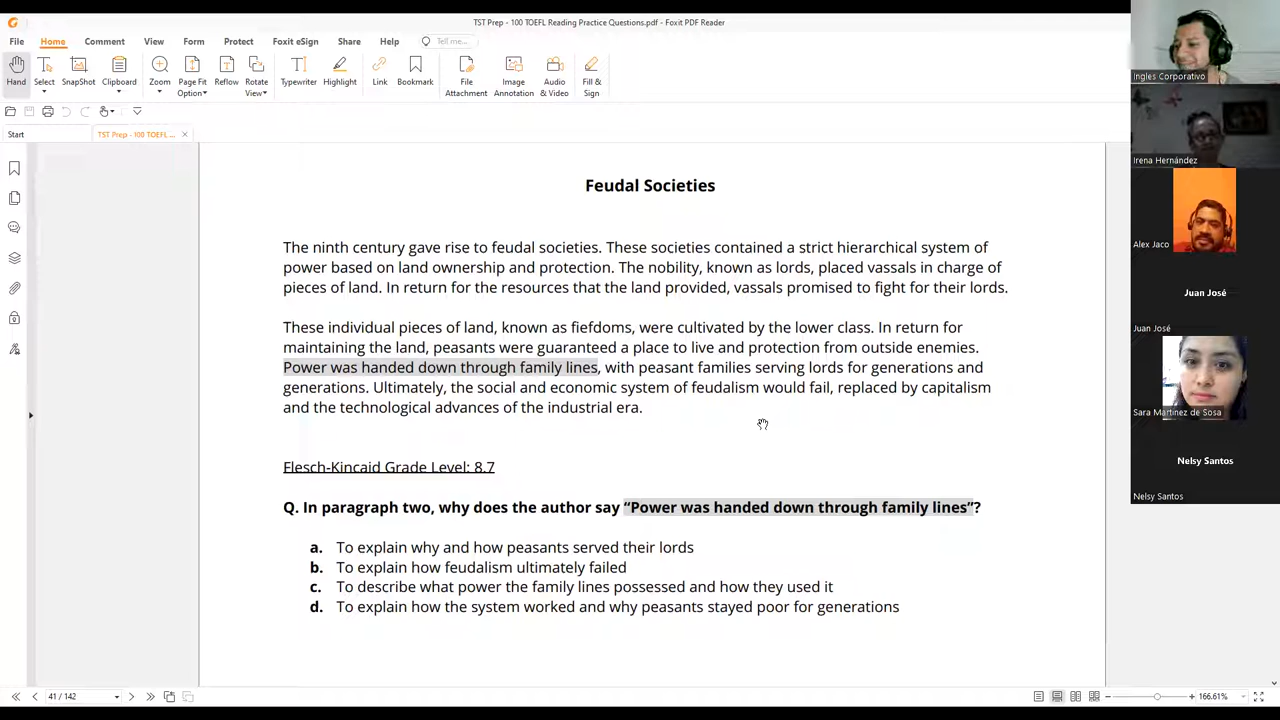 TST Prep - 100 TOEFL Reading Practice Questions.pdf - Foxit PDF Reader
File Home Comment View Form Protect Foxit eSign Share Help Tell me...
Hand Select SnapShot Clipboard Zoom Page Fit Option Reflow Rotate View Typewriter Highlight Link Bookmark File Attachment Image Annotation Audio & Video Fill & Sign
Start TST Prep - 100 TOEFL ...
Feudal Societies
The ninth century gave rise to feudal societies. These societies contained a strict hierarchical system of
power based on land ownership and protection. The nobility, known as lords, placed vassals in charge of
pieces of land. In return for the resources that the land provided, vassals promised to fight for their lords.
These individual pieces of land, known as fiefdoms, were cultivated by the lower class. In return for
maintaining the land, peasants were guaranteed a place to live and protection from outside enemies.
Power was handed down through family lines, with peasant families serving lords for generations and
generations. Ultimately, the social and economic system of feudalism would fail, replaced by capitalism
and the technological advances of the industrial era.
Flesch-Kincaid Grade Level: 8.7
Q. In paragraph two, why does the author say “Power was handed down through family lines”?
a. To explain why and how peasants served their lords
b. To explain how feudalism ultimately failed
c. To describe what power the family lines possessed and how they used it
d. To explain how the system worked and why peasants stayed poor for generations
41 / 142
166.61%
Ingles Corporativo
Irena Hernández
Alex Jaco
Juan José
Juan José
Sara Martinez de Sosa
Nelsy Santos
Nelsy Santos